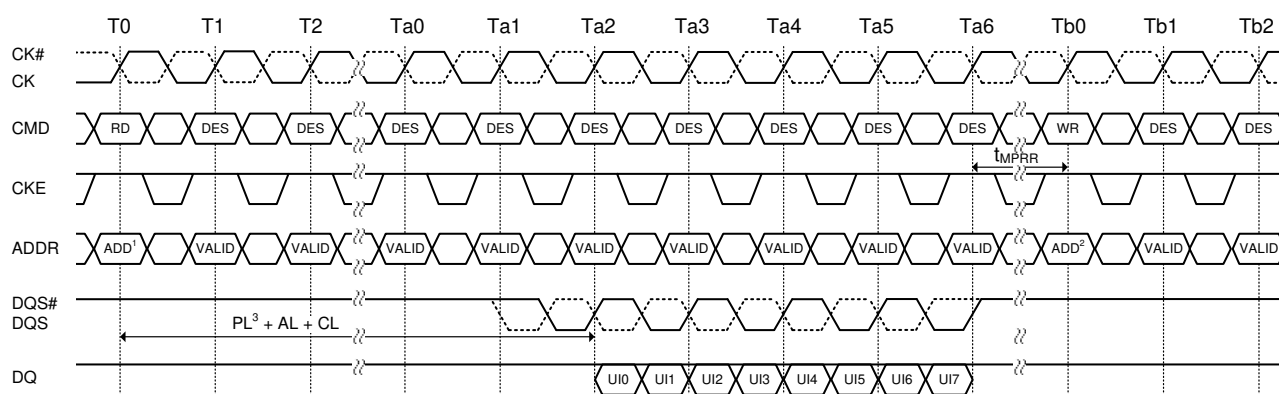 T0 T1 T2 Ta0 Ta1 Ta2 Ta3 Ta4 Ta5 Ta6 Tb0 Tb1 Tb2
CK#
CK
CMD RD DES DES DES DES DES DES DES DES DES WR DES DES
tMPRR
CKE
ADDR ADD1 VALID VALID VALID VALID VALID VALID VALID VALID VALID ADD2 VALID VALID
DQS#
DQS
PL3 + AL + CL
DQ UI0 UI1 UI2 UI3 UI4 UI5 UI6 UI7